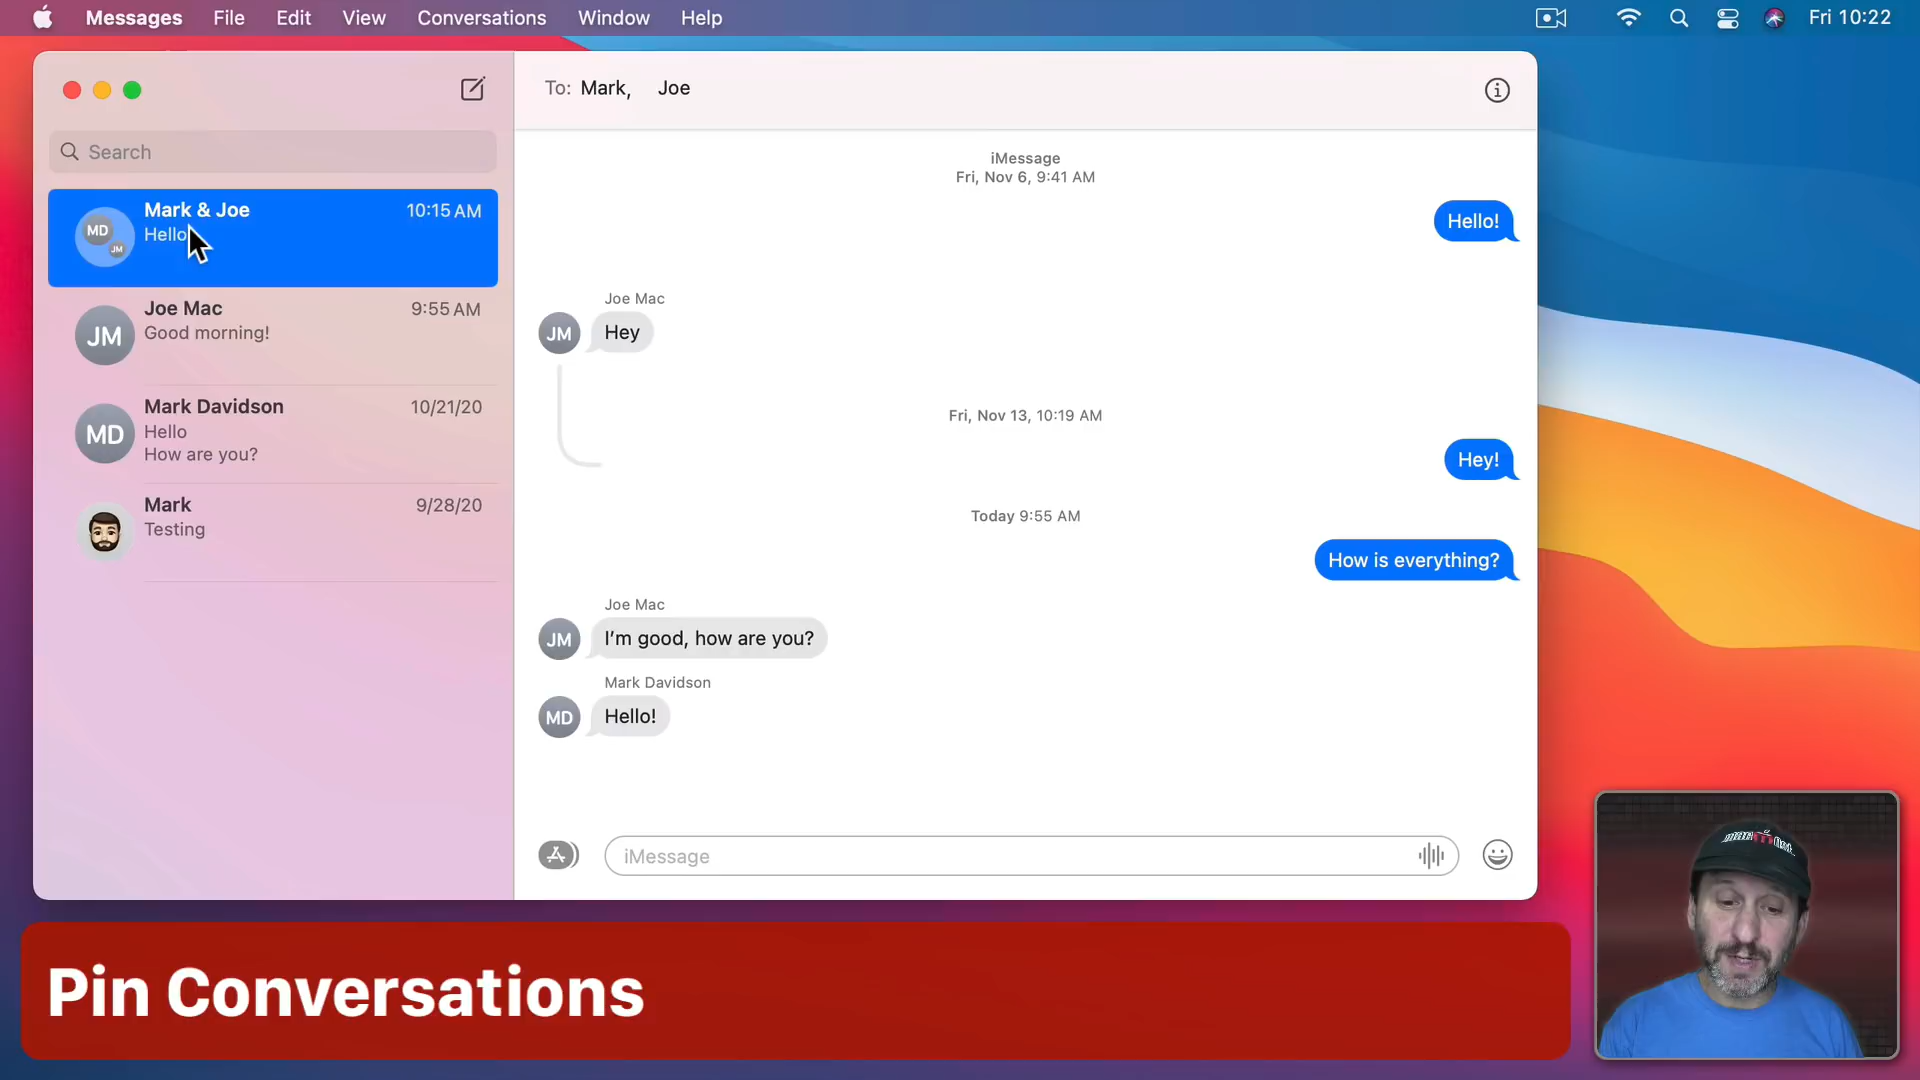 Messages File Edit View Conversations Window Help Fri 10:22
To: Mark, Joe
Search
Mark & Joe 10:15 AM
MD
JM
Hello
Joe Mac 9:55 AM
JM
Good morning!
Mark Davidson 10/21/20
MD
Hello
How are you?
Mark 9/28/20
Testing
iMessage
Fri, Nov 6, 9:41 AM
Hello!
Joe Mac
JM Hey
Fri, Nov 13, 10:19 AM
Hey!
Today 9:55 AM
How is everything?
Joe Mac
JM I’m good, how are you?
Mark Davidson
MD Hello!
iMessage
Pin Conversations